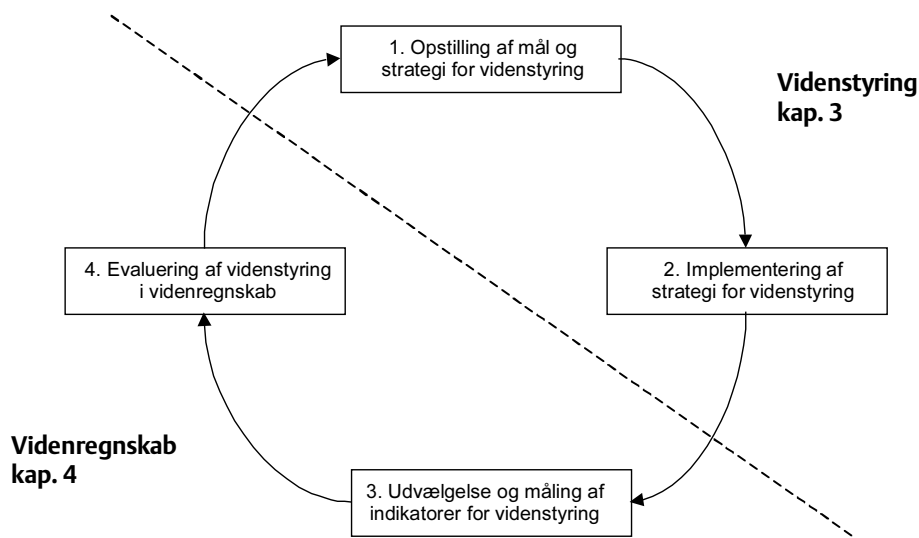 1. Opstilling af mål og
strategi for videnstyring
Videnstyring
kap. 3
2. Implementering af
strategi for videnstyring
3. Udvælgelse og måling af
indikatorer for videnstyring
4. Evaluering af videnstyring
i videnregnskab
Videnregnskab
kap. 4